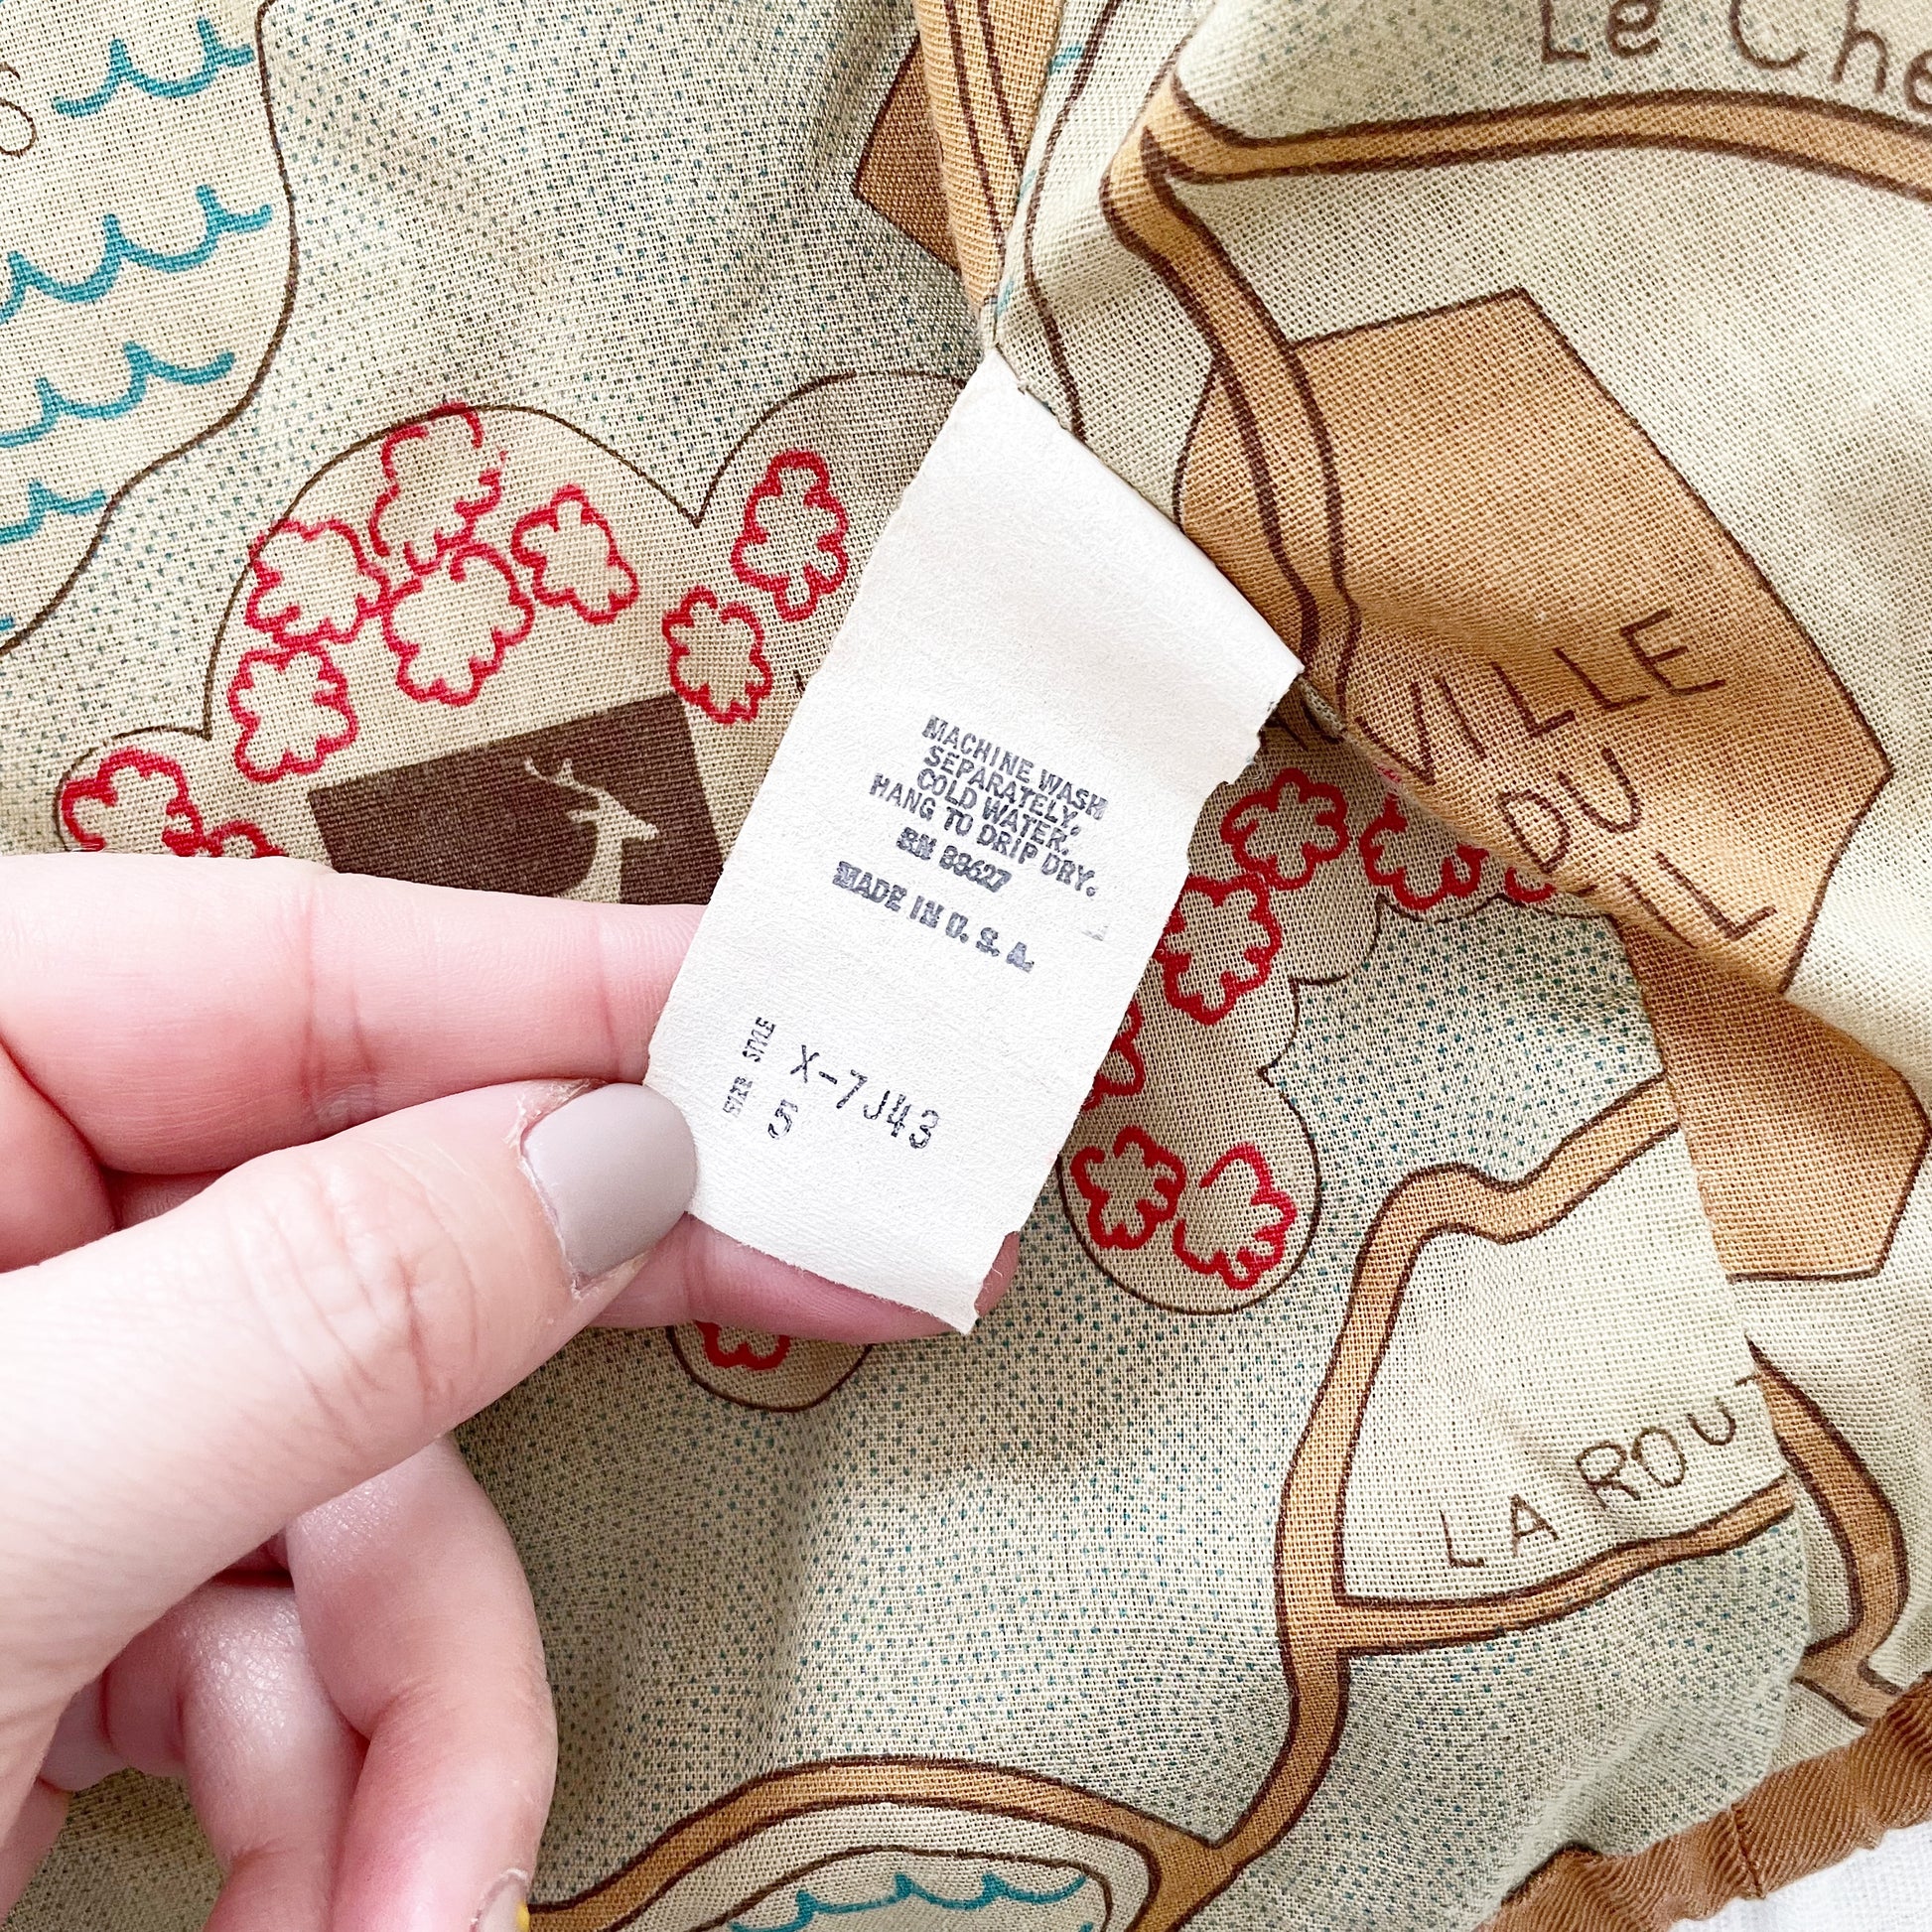 Le Che
MACHINE WASH
SEPARATELY,
COLD WATER.
HANG TO DRIP DRY.
RN 38627
MADE IN U. S. A.
STYLE X-7J43
SIZE 5
VILLE
DU
LA ROUT